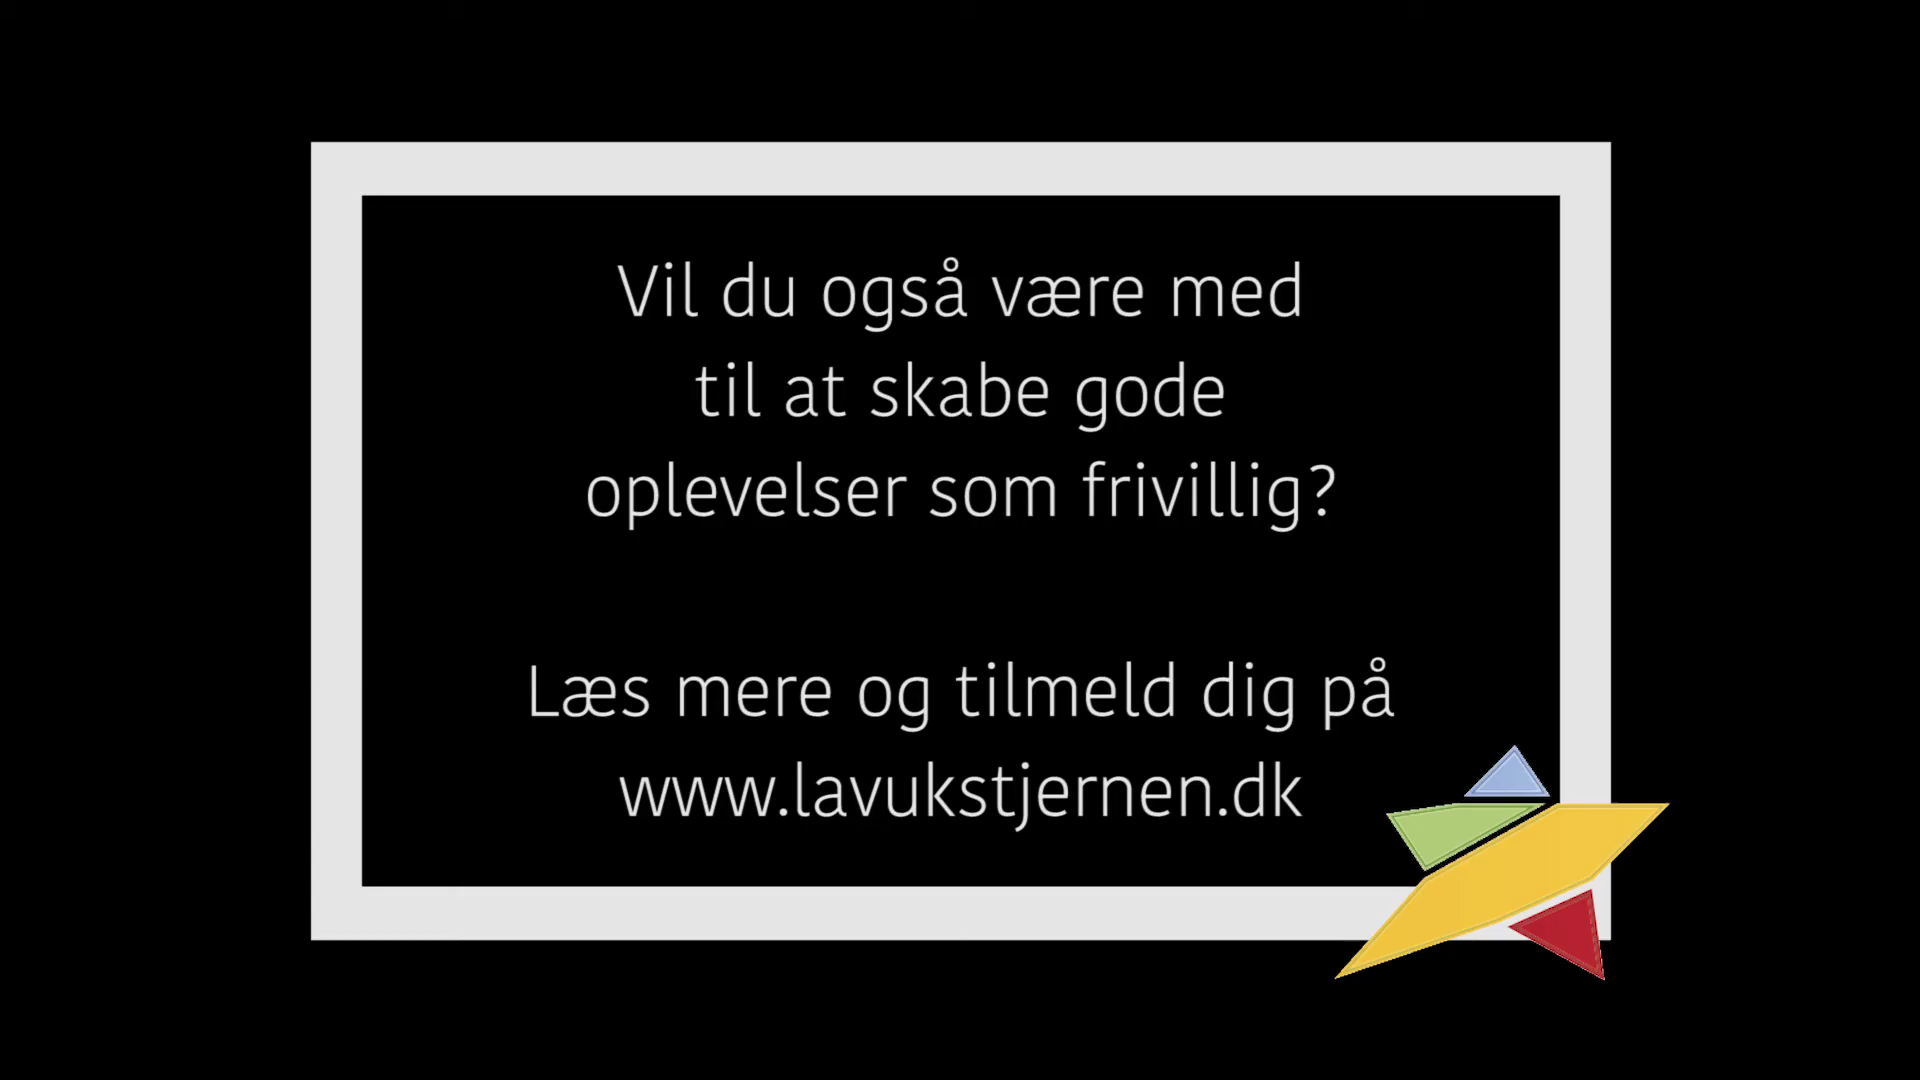 Vil du også være med
til at skabe gode
oplevelser som frivillig?
Læs mere og tilmeld dig på
www.lavukstjernen.dk